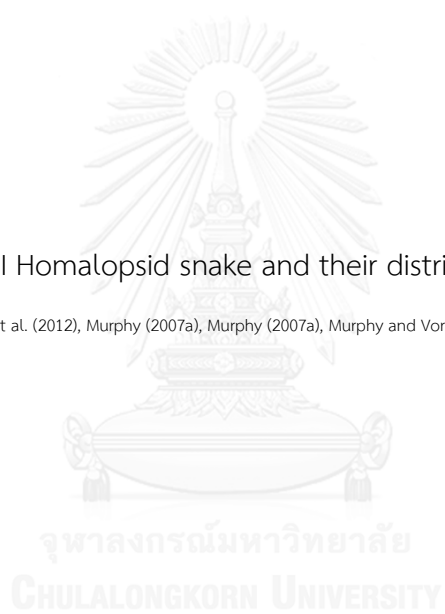 I Homalopsid snake and their distri
t al. (2012), Murphy (2007a), Murphy (2007a), Murphy and Vor
จุฬาลงกรณ์มหาวิทยาลัย
CHULALONGKORN UNIVERSITY